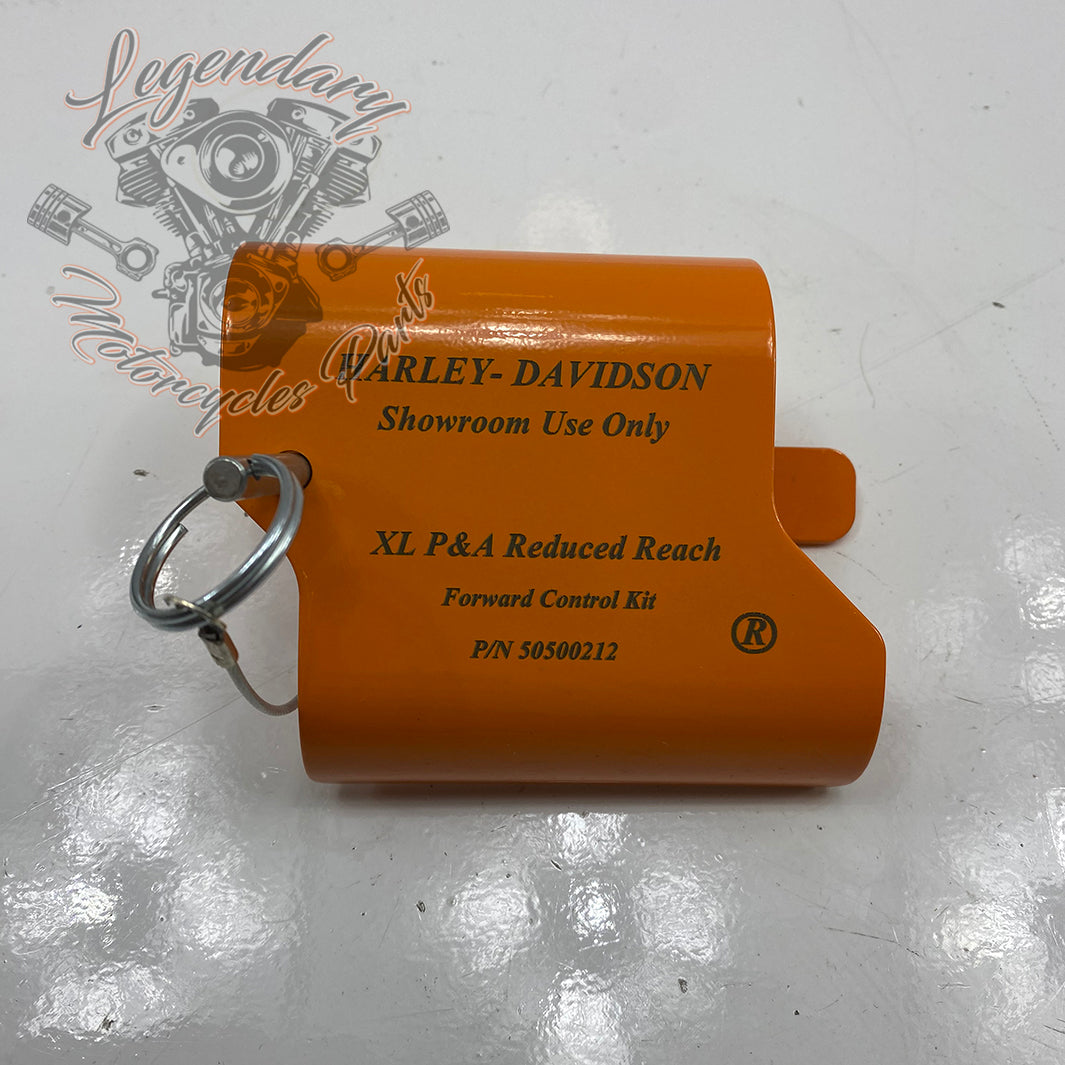 Legendary
Motorcycles Parts
HARLEY- DAVIDSON
Showroom Use Only
XL P&A Reduced Reach
Forward Control Kit
P/N 50500212
®